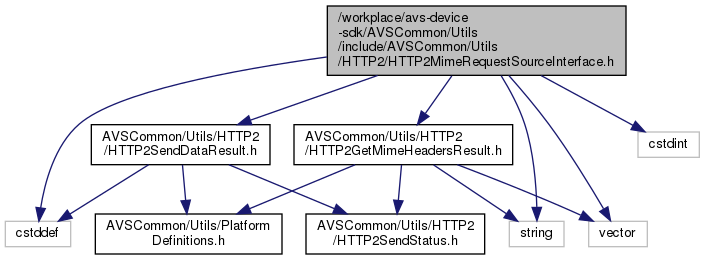 /workplace/avs-device
-sdk/AVSCommon/Utils
/include/AVSCommon/Utils
/HTTP2/HTTP2MimeRequestSourceInterface.h
AVSCommon/Utils/HTTP2
/HTTP2SendDataResult.h
AVSCommon/Utils/HTTP2
/HTTP2GetMimeHeadersResult.h
cstdint
cstddef
AVSCommon/Utils/Platform
Definitions.h
AVSCommon/Utils/HTTP2
/HTTP2SendStatus.h
string
vector